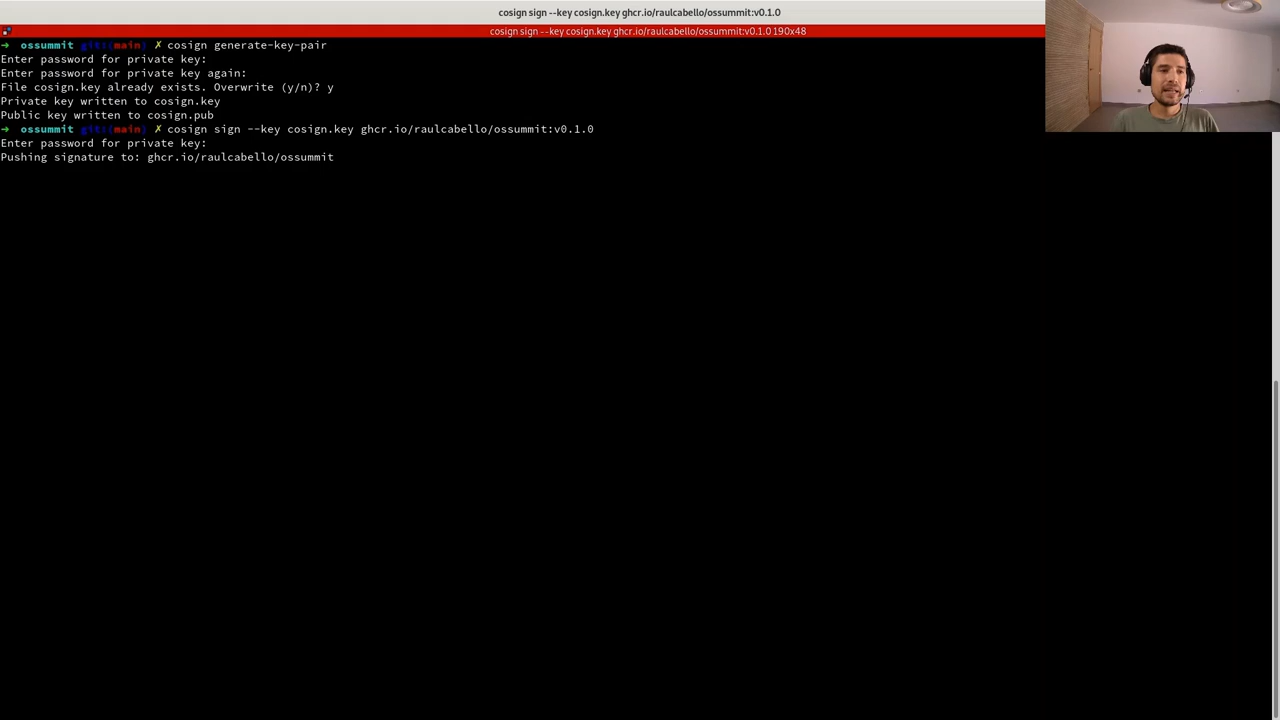 cosign sign --key cosign.key ghcr.io/raulcabello/ossummit:v0.1.0
cosign sign --key cosign.key ghcr.io/raulcabello/ossummit:v0.1.0 190x48
➜ ossummit git:(main) ✗ cosign generate-key-pair
Enter password for private key:
Enter password for private key again:
File cosign.key already exists. Overwrite (y/n)? y
Private key written to cosign.key
Public key written to cosign.pub
➜ ossummit git:(main) ✗ cosign sign --key cosign.key ghcr.io/raulcabello/ossummit:v0.1.0
Enter password for private key:
Pushing signature to: ghcr.io/raulcabello/ossummit